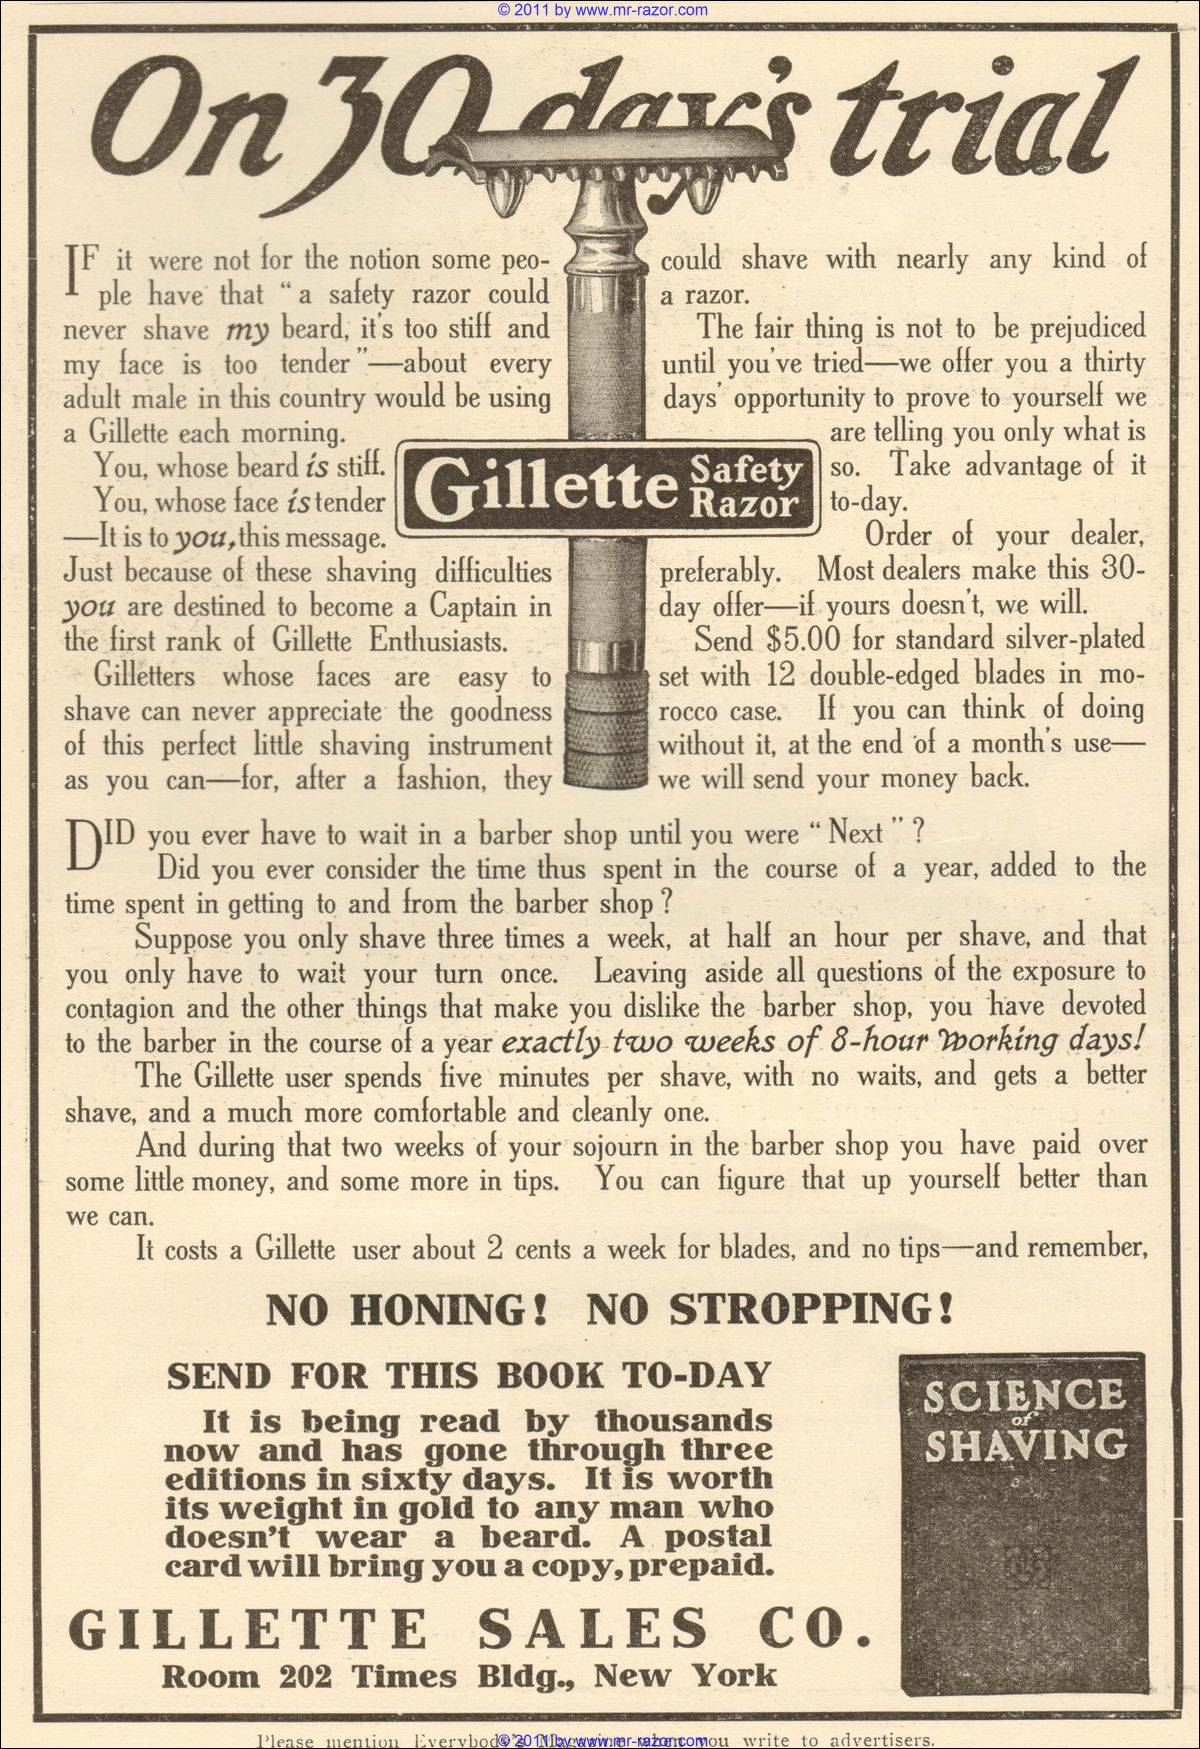 © 2011 by www.mr-razor.com
On 30 day's trial
IF it were not for the notion some peo-
ple have that "a safety razor could
never shave my beard, it's too stiff and
my face is too tender"—about every
adult male in this country would be using
a Gillette each morning.
You, whose beard is stiff.
You, whose face is tender
—It is to you, this message.
Just because of these shaving difficulties
you are destined to become a Captain in
the first rank of Gillette Enthusiasts.
Gilletters whose faces are easy to
shave can never appreciate the goodness
of this perfect little shaving instrument
as you can—for, after a fashion, they
Gillette Safety Razor
could shave with nearly any kind of
a razor.
The fair thing is not to be prejudiced
until you've tried—we offer you a thirty
days' opportunity to prove to yourself we
are telling you only what is
so. Take advantage of it
to-day.
Order of your dealer,
preferably. Most dealers make this 30-
day offer—if yours doesn't, we will.
Send $5.00 for standard silver-plated
set with 12 double-edged blades in mo-
rocco case. If you can think of doing
without it, at the end of a month's use—
we will send your money back.
DID you ever have to wait in a barber shop until you were "Next"?
Did you ever consider the time thus spent in the course of a year, added to the
time spent in getting to and from the barber shop?
Suppose you only shave three times a week, at half an hour per shave, and that
you only have to wait your turn once. Leaving aside all questions of the exposure to
contagion and the other things that make you dislike the barber shop, you have devoted
to the barber in the course of a year exactly two weeks of 8-hour working days!
The Gillette user spends five minutes per shave, with no waits, and gets a better
shave, and a much more comfortable and cleanly one.
And during that two weeks of your sojourn in the barber shop you have paid over
some little money, and some more in tips. You can figure that up yourself better than
we can.
It costs a Gillette user about 2 cents a week for blades, and no tips—and remember,
NO HONING! NO STROPPING!
SEND FOR THIS BOOK TO-DAY
It is being read by thousands
now and has gone through three
editions in sixty days. It is worth
its weight in gold to any man who
doesn't wear a beard. A postal
card will bring you a copy, prepaid.
SCIENCE
of
SHAVING
GILLETTE SALES CO.
Room 202 Times Bldg., New York
Please mention Everybody's Magazine when you write to advertisers.
© 2011 by www.mr-razor.com